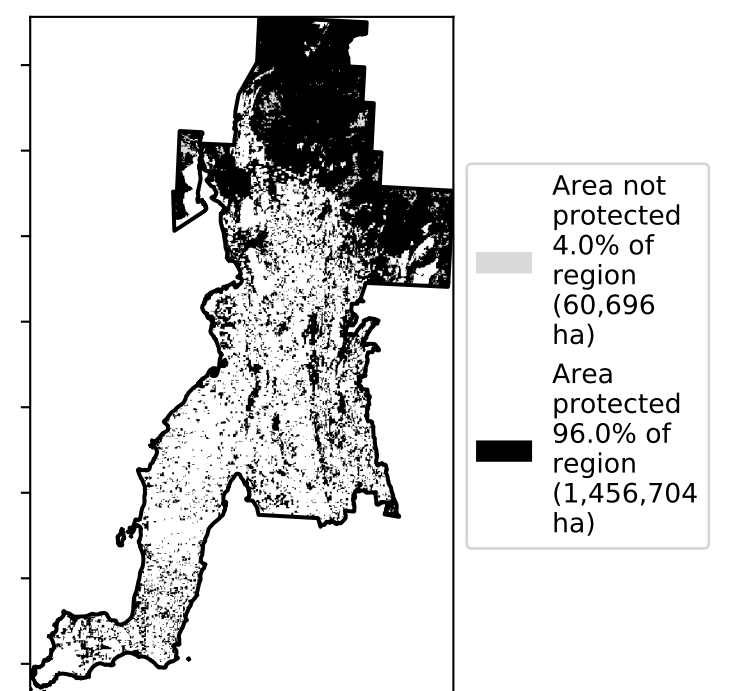 Area not
protected
4.0% of
region
(60,696
ha)
Area
protected
96.0% of
region
(1,456,704
ha)